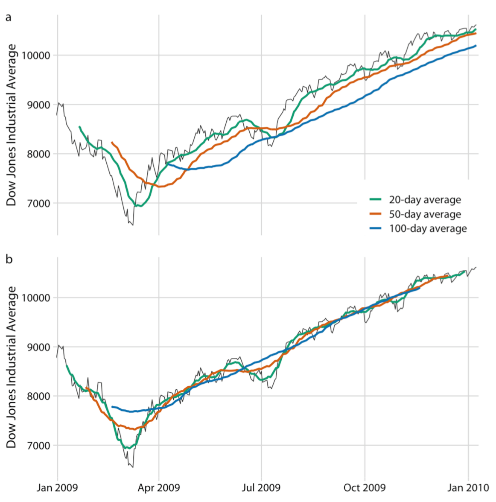 a
Dow Jones Industrial Average
10000
9000
8000
7000
20-day average
50-day average
100-day average
b
Dow Jones Industrial Average
10000
9000
8000
7000
Jan 2009
Apr 2009
Jul 2009
Oct 2009
Jan 2010